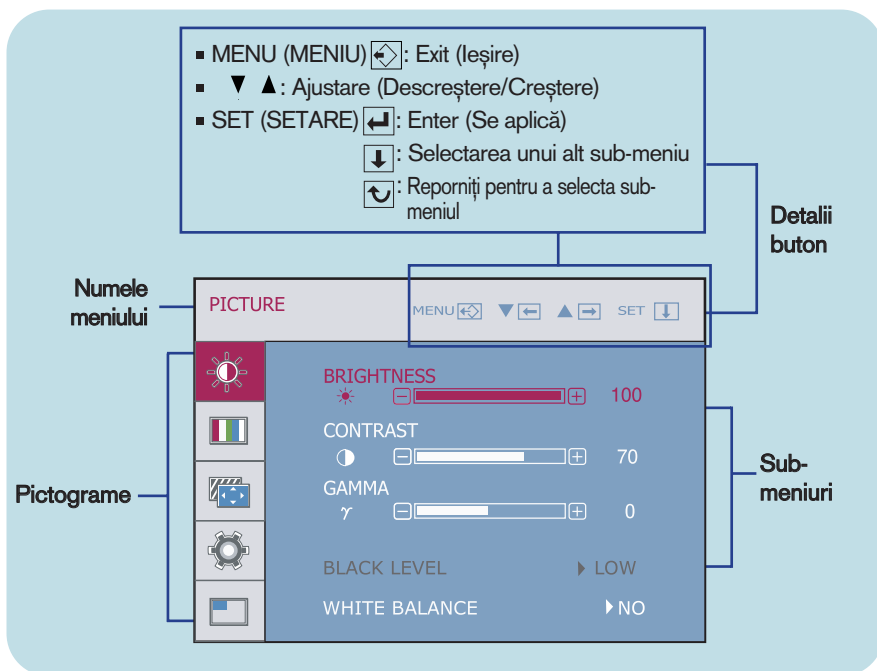 ▪ MENU (MENIU) : Exit (Ieșire)
▪ ▼ ▲ : Ajustare (Descreștere/Creștere)
▪ SET (SETARE) : Enter (Se aplică)
: Selectarea unui alt sub-meniu
: Reporniți pentru a selecta sub-
meniul
Detalii
buton
Numele
meniului
PICTURE
MENU ▼ ← ▲ → SET ↓
BRIGHTNESS
100
CONTRAST
70
GAMMA
γ 0
BLACK LEVEL LOW
WHITE BALANCE NO
Pictograme
Sub-
meniuri